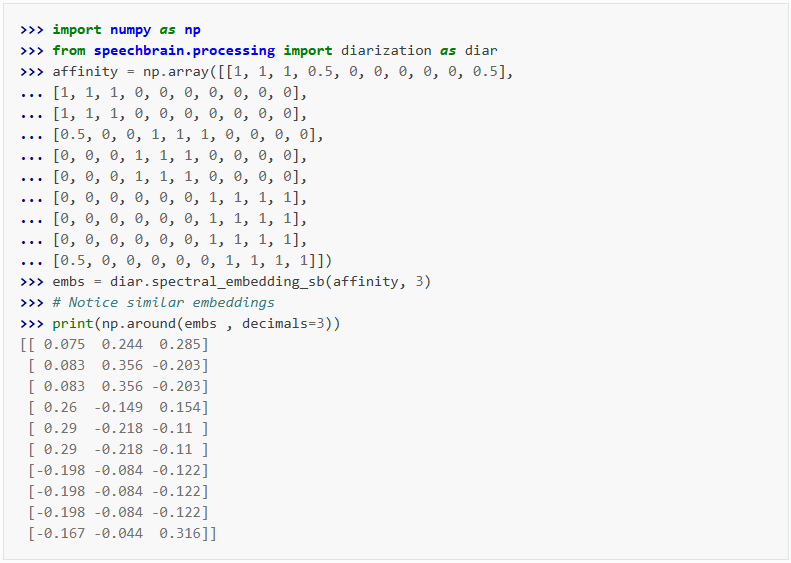 >>> import numpy as np
>>> from speechbrain.processing import diarization as diar
>>> affinity = np.array([[1, 1, 1, 0.5, 0, 0, 0, 0, 0, 0.5],
... [1, 1, 1, 0, 0, 0, 0, 0, 0, 0],
... [1, 1, 1, 0, 0, 0, 0, 0, 0, 0],
... [0.5, 0, 0, 1, 1, 1, 0, 0, 0, 0],
... [0, 0, 0, 1, 1, 1, 0, 0, 0, 0],
... [0, 0, 0, 1, 1, 1, 0, 0, 0, 0],
... [0, 0, 0, 0, 0, 0, 1, 1, 1, 1],
... [0, 0, 0, 0, 0, 0, 1, 1, 1, 1],
... [0, 0, 0, 0, 0, 0, 1, 1, 1, 1],
... [0.5, 0, 0, 0, 0, 0, 1, 1, 1, 1]])
>>> embs = diar.spectral_embedding_sb(affinity, 3)
>>> # Notice similar embeddings
>>> print(np.around(embs , decimals=3))
[[ 0.075  0.244  0.285]
 [ 0.083  0.356 -0.203]
 [ 0.083  0.356 -0.203]
 [ 0.26  -0.149  0.154]
 [ 0.29  -0.218 -0.11 ]
 [ 0.29  -0.218 -0.11 ]
 [-0.198 -0.084 -0.122]
 [-0.198 -0.084 -0.122]
 [-0.198 -0.084 -0.122]
 [-0.167 -0.044  0.316]]